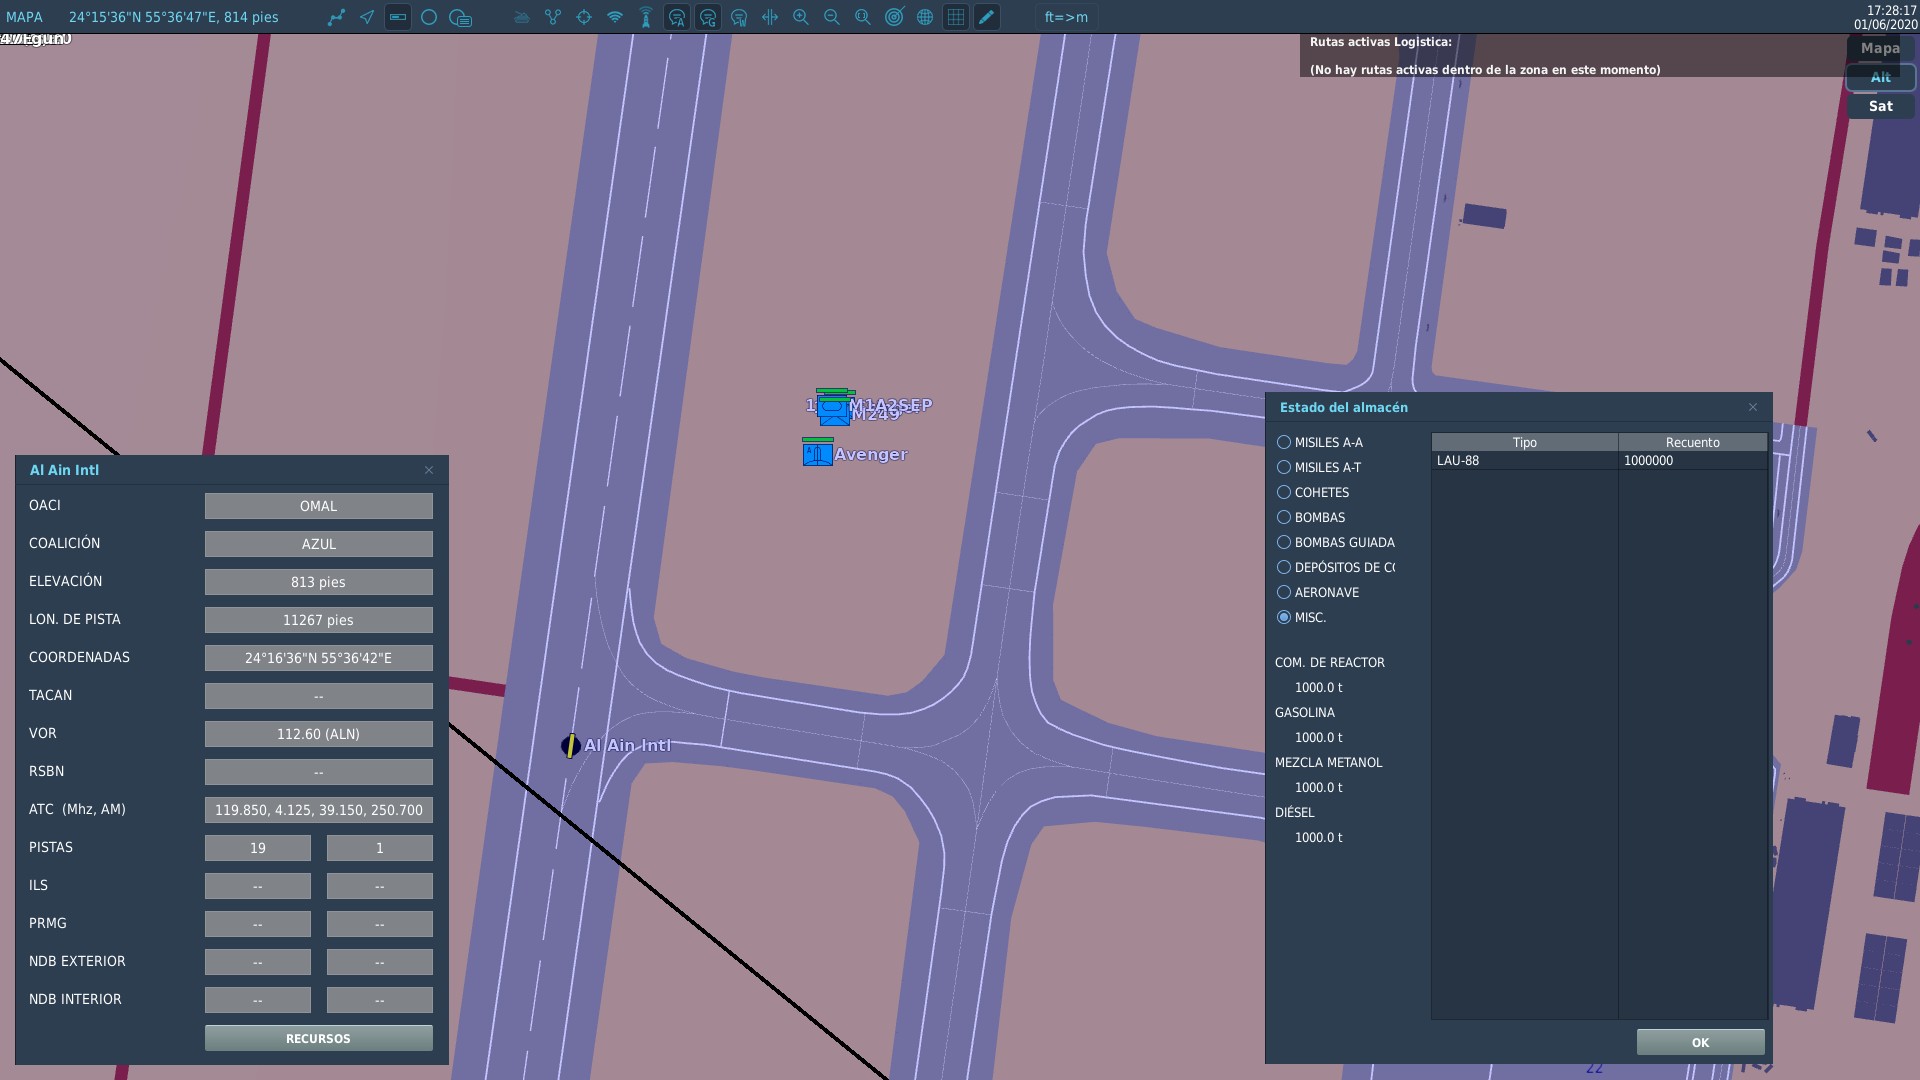 MAPA
24°15'36"N 55°36'47"E, 814 pies
ft=>m
17:28:17
01/06/2020
Rutas activas Logistica:
(No hay rutas activas dentro de la zona en este momento)
Mapa
Alt
Sat
M1A2SEP
M249
Avenger
Al Ain Intl
Al Ain Intl
OACI OMAL
COALICIÓN AZUL
ELEVACIÓN 813 pies
LON. DE PISTA 11267 pies
COORDENADAS 24°16'36"N 55°36'42"E
TACAN --
VOR 112.60 (ALN)
RSBN --
ATC (Mhz, AM) 119.850, 4.125, 39.150, 250.700
PISTAS 19 1
ILS -- --
PRMG -- --
NDB EXTERIOR -- --
NDB INTERIOR -- --
RECURSOS
Estado del almacén
MISILES A-A
MISILES A-T
COHETES
BOMBAS
BOMBAS GUIADA
DEPÓSITOS DE CO
AERONAVE
MISC.
COM. DE REACTOR
1000.0 t
GASOLINA
1000.0 t
MEZCLA METANOL
1000.0 t
DIÉSEL
1000.0 t
Tipo Recuento
LAU-88 1000000
OK
22